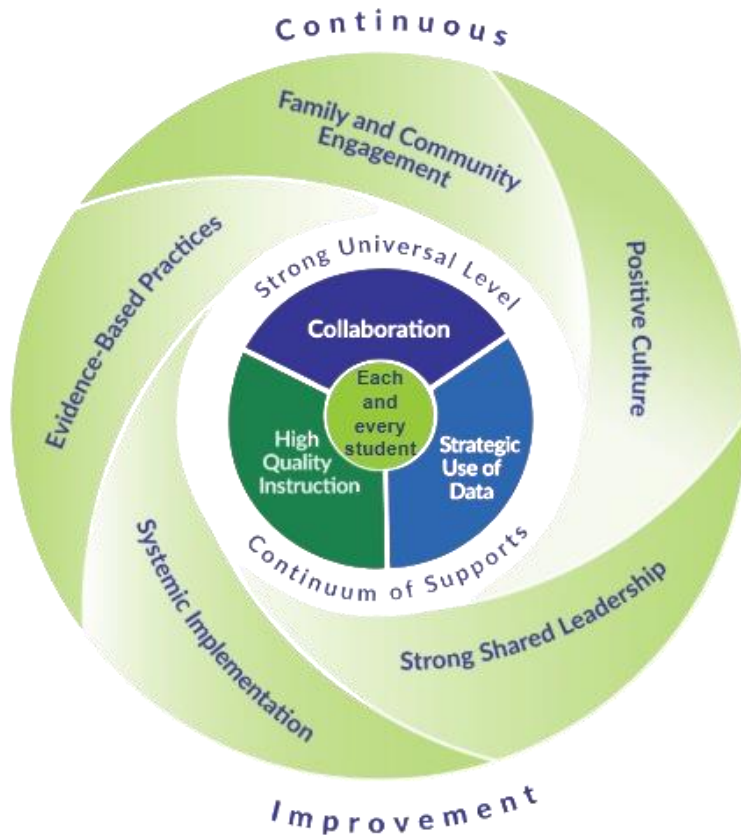 Continuous
Family and Community
Engagement
Positive Culture
Evidence-Based Practices
Strong Universal Level
Collaboration
Each
and
every
student
High
Quality
Instruction
Strategic
Use of
Data
Continuum of Supports
Systemic Implementation
Strong Shared Leadership
Improvement